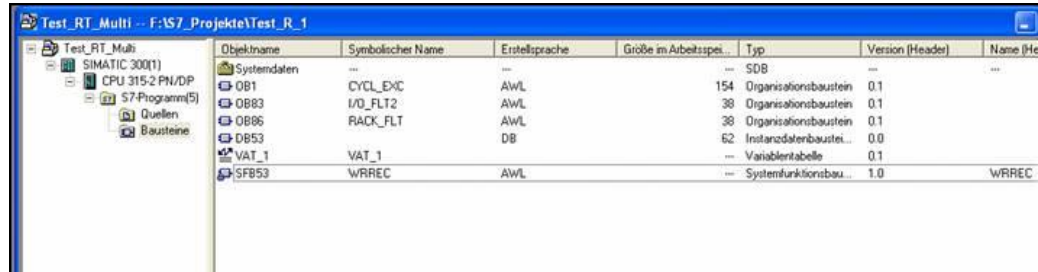 Test_RT_Multi -- F:\S7_Projekte\Test_R_1
Test_RT_Multi
SIMATIC 300(1)
CPU 315-2 PN/DP
S7-Programm(5)
Quellen
Bausteine
Objektname Symbolischer Name Erstellsprache Größe im Arbeitsspei... Typ Version (Header) Name (He
Systemdaten --- --- --- SDB --- ---
OB1 CYCL_EXC AWL 154 Organisationsbaustein 0.1
OB83 I/O_FLT2 AWL 38 Organisationsbaustein 0.1
OB86 RACK_FLT AWL 38 Organisationsbaustein 0.1
DB53 DB 62 Instanzdatenbaustei... 0.0
VAT_1 VAT_1 --- Variablentabelle 0.1
SFB53 WRREC AWL --- Systemfunktionsbau... 1.0 WRREC